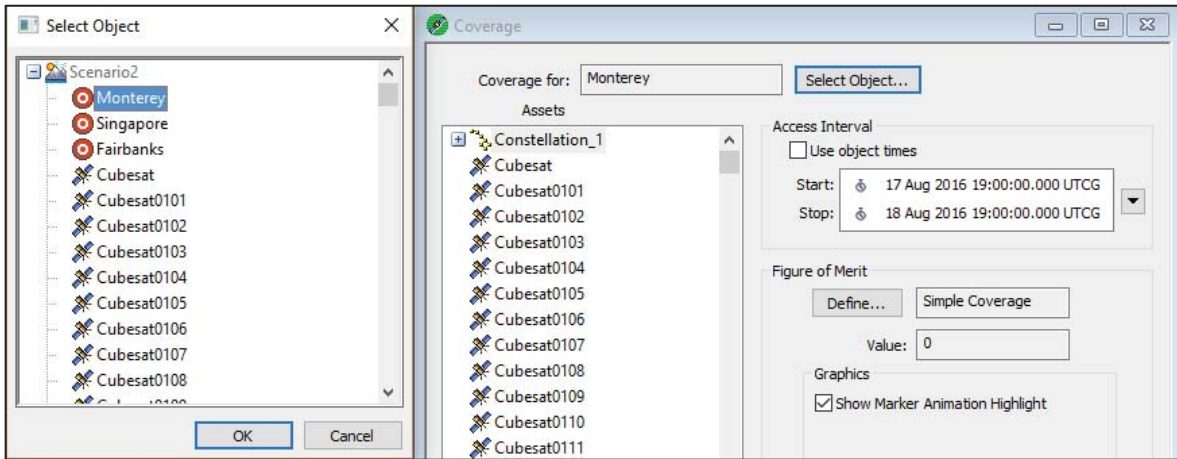 Select Object
Scenario2
Monterey
Singapore
Fairbanks
Cubesat
Cubesat0101
Cubesat0102
Cubesat0103
Cubesat0104
Cubesat0105
Cubesat0106
Cubesat0107
Cubesat0108
OK Cancel
Coverage
Coverage for: Monterey Select Object...
Assets
Constellation_1
Cubesat
Cubesat0101
Cubesat0102
Cubesat0103
Cubesat0104
Cubesat0105
Cubesat0106
Cubesat0107
Cubesat0108
Cubesat0109
Cubesat0110
Cubesat0111
Access Interval
Use object times
Start: 17 Aug 2016 19:00:00.000 UTCG
Stop: 18 Aug 2016 19:00:00.000 UTCG
Figure of Merit
Define... Simple Coverage
Value: 0
Graphics
Show Marker Animation Highlight